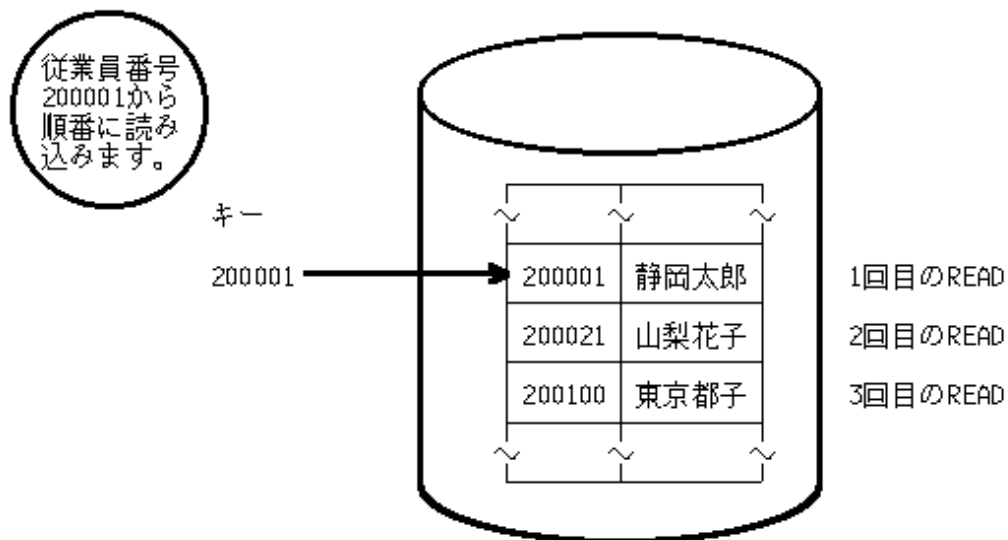 従業員番号
200001から
順番に読み
込みます。
キー
200001
200001 静岡太郎 1回目のREAD
200021 山梨花子 2回目のREAD
200100 東京都子 3回目のREAD